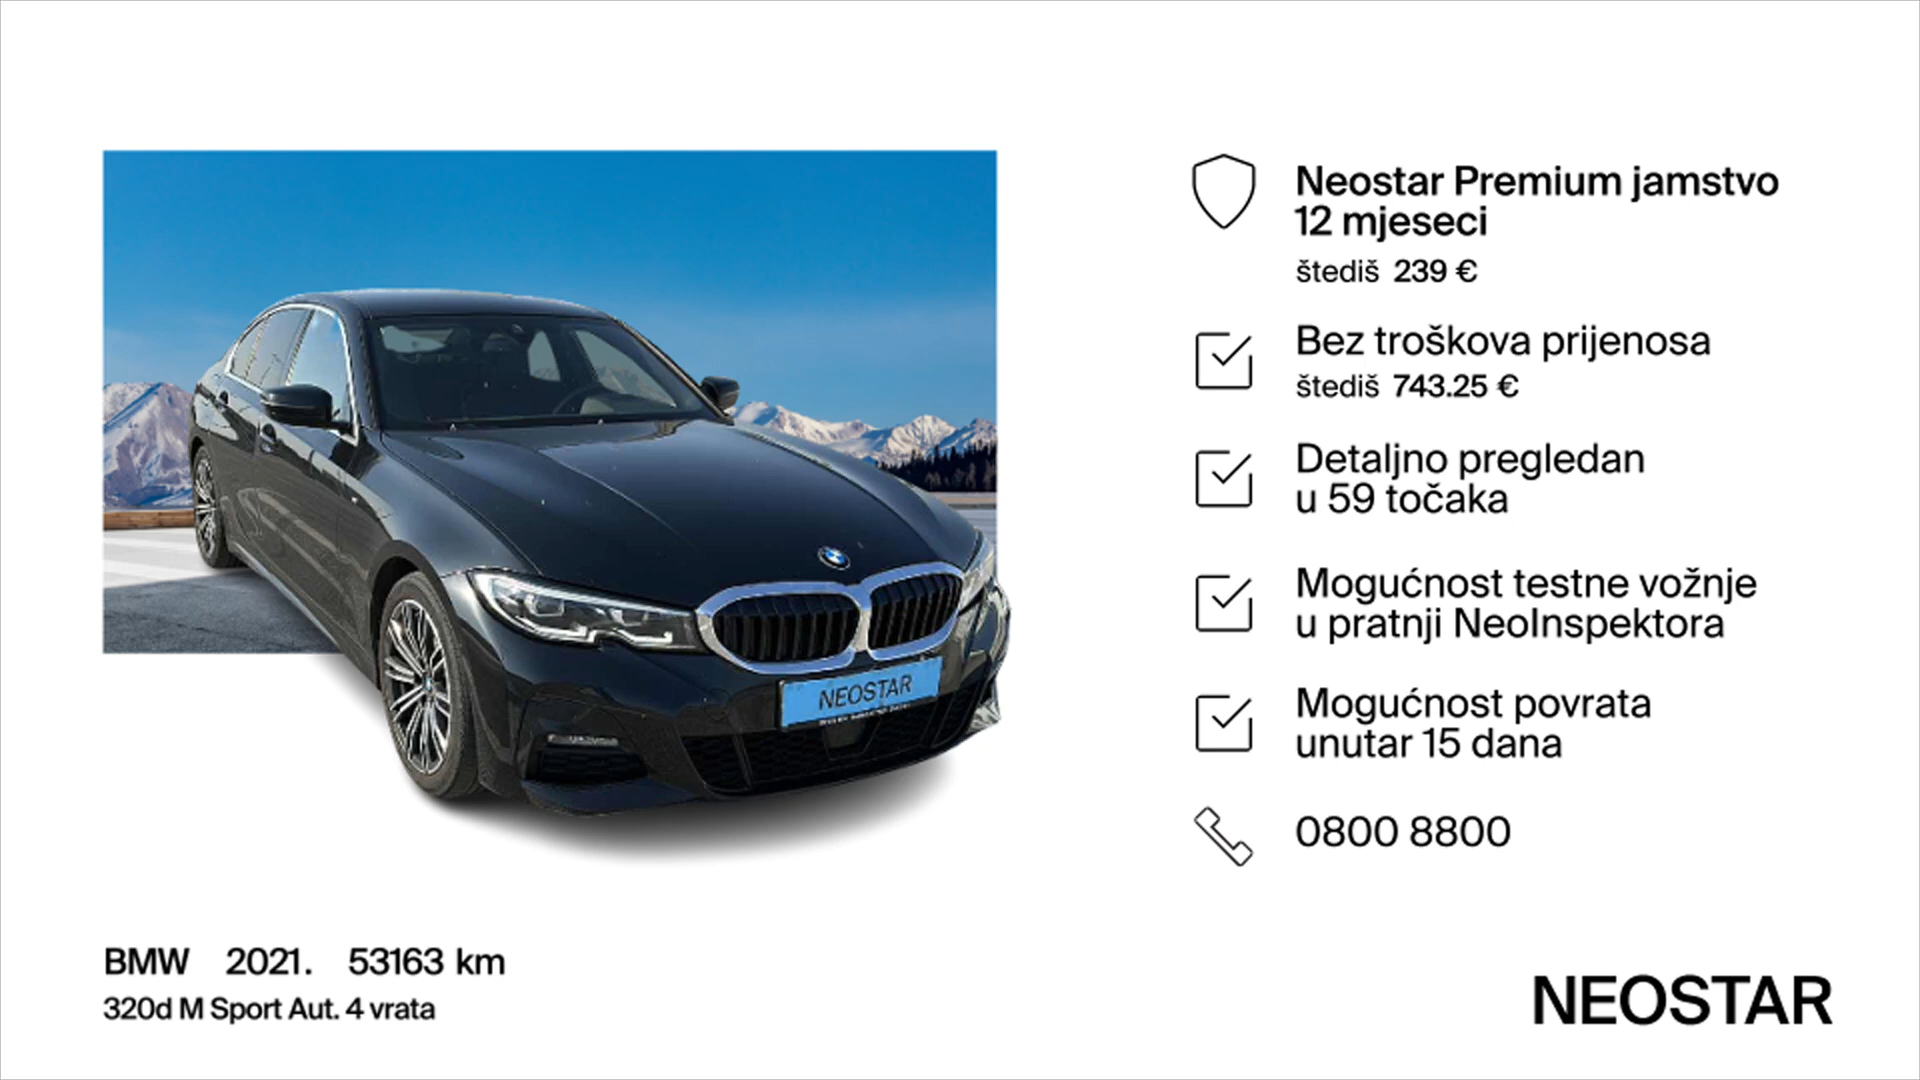 Neostar Premium jamstvo
12 mjeseci
štediš 239 €
Bez troškova prijenosa
štediš 743.25 €
Detaljno pregledan
u 59 točaka
Mogućnost testne vožnje
u pratnji NeoInspektora
Mogućnost povrata
unutar 15 dana
0800 8800
NEOSTAR
BMW 2021. 53163 km
320d M Sport Aut. 4 vrata
NEOSTAR